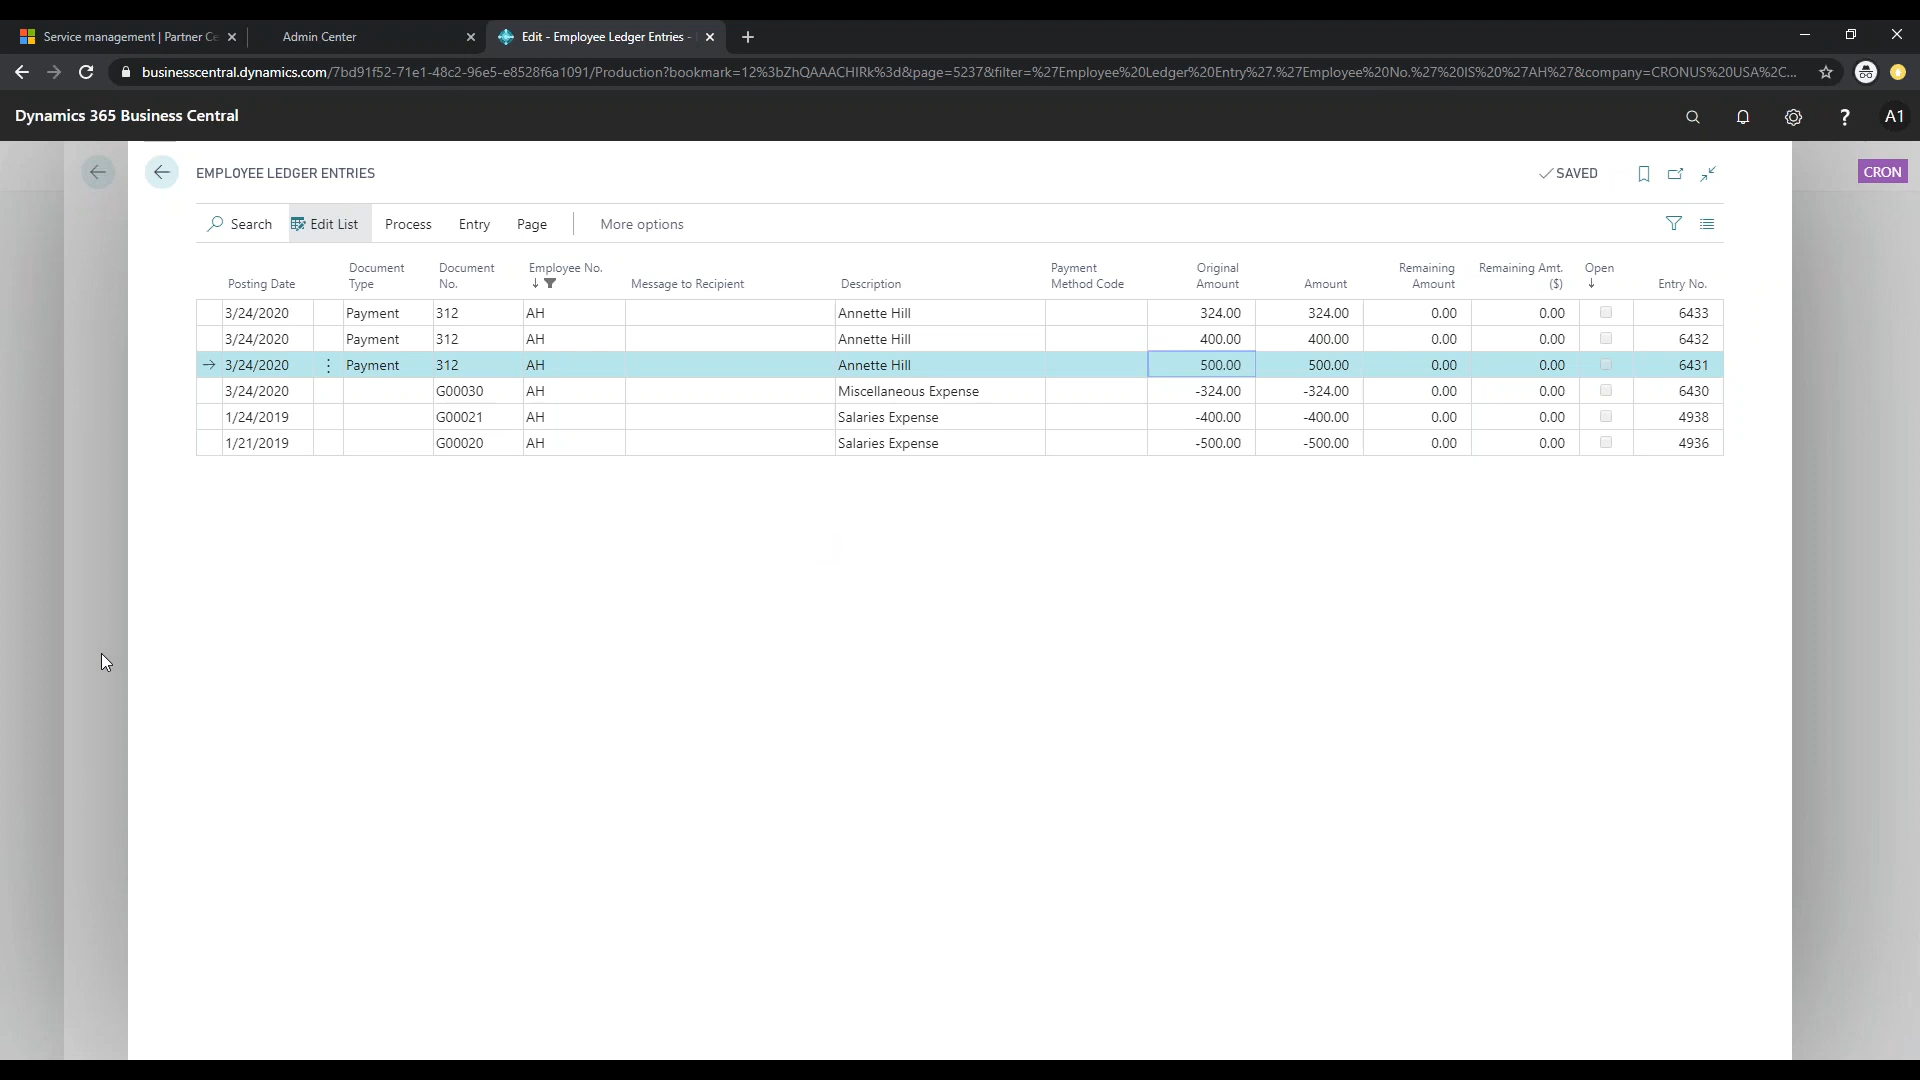 Service management | Partner Ce
Admin Center
Edit - Employee Ledger Entries -
businesscentral.dynamics.com/7bd91f52-71e1-48c2-96e5-e8528f6a1091/Production?bookmark=12%3bZhQAAACHIRk%3d&page=5237&filter=%27Employee%20Ledger%20Entry%27.%27Employee%20No.%27%20IS%20%27AH%27&company=CRONUS%20USA%2C...
Dynamics 365 Business Central
? A1
EMPLOYEE LEDGER ENTRIES
SAVED
CRON
Search Edit List Process Entry Page More options
Posting Date Document Type Document No. Employee No. Message to Recipient Description Payment Method Code Original Amount Amount Remaining Amount Remaining Amt. ($) Open Entry No.
3/24/2020 Payment 312 AH Annette Hill 324.00 324.00 0.00 0.00 6433
3/24/2020 Payment 312 AH Annette Hill 400.00 400.00 0.00 0.00 6432
3/24/2020 Payment 312 AH Annette Hill 500.00 500.00 0.00 0.00 6431
3/24/2020 G00030 AH Miscellaneous Expense -324.00 -324.00 0.00 0.00 6430
1/24/2019 G00021 AH Salaries Expense -400.00 -400.00 0.00 0.00 4938
1/21/2019 G00020 AH Salaries Expense -500.00 -500.00 0.00 0.00 4936